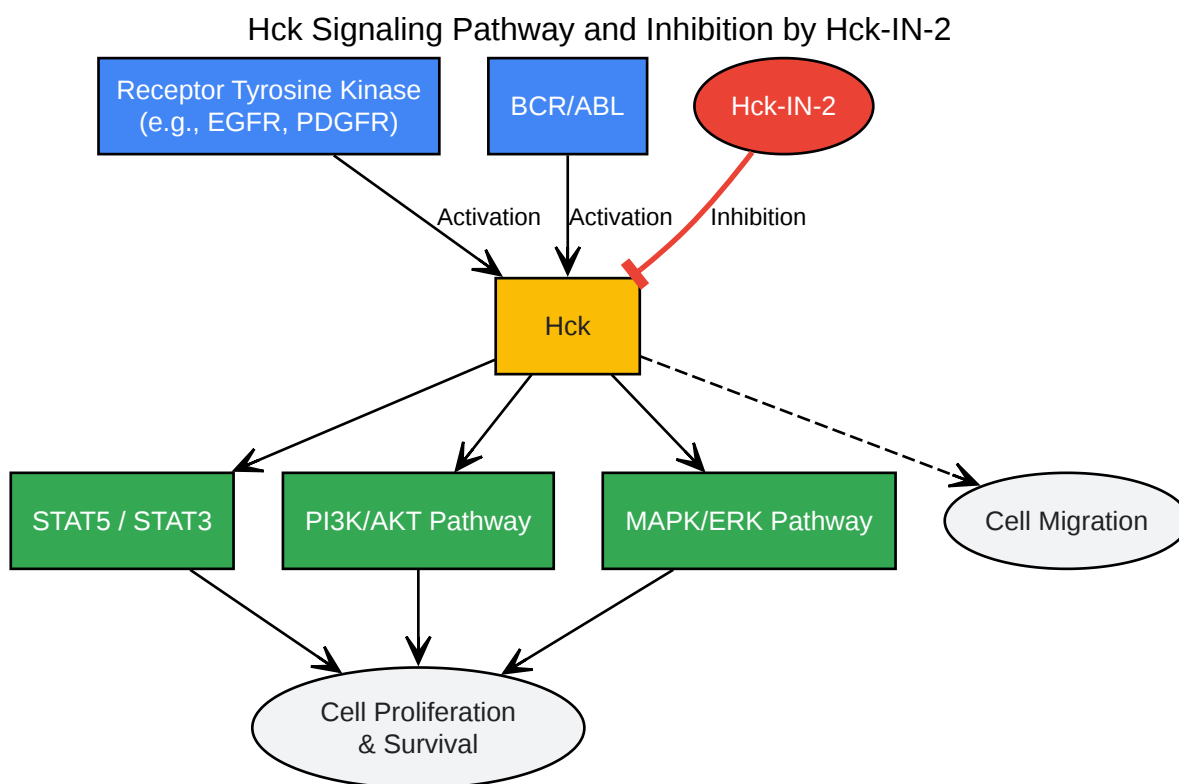 Hck Signaling Pathway and Inhibition by Hck-IN-2
Receptor Tyrosine Kinase
(e.g., EGFR, PDGFR)
BCR/ABL
Hck-IN-2
Activation
Activation
Inhibition
Hck
STAT5 / STAT3
PI3K/AKT Pathway
MAPK/ERK Pathway
Cell Migration
Cell Proliferation
& Survival